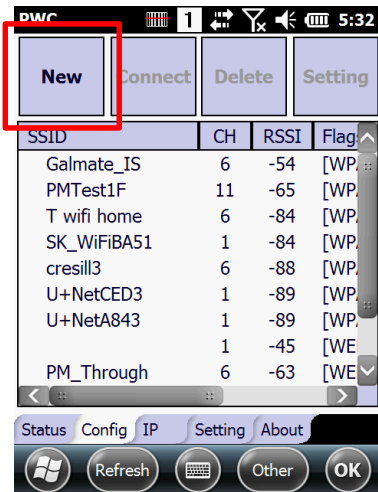 PWC 1 5:32
New Connect Delete Setting
SSID CH RSSI Flag
Galmate_IS 6 -54 [WP
PMTest1F 11 -65 [WP
T wifi home 6 -84 [WP
SK_WiFiBA51 1 -84 [WP
cresill3 6 -88 [WP
U+NetCED3 1 -89 [WP
U+NetA843 1 -89 [WP
1 -45 [WE
PM_Through 6 -63 [WE
Status Config IP Setting About
Refresh Other OK